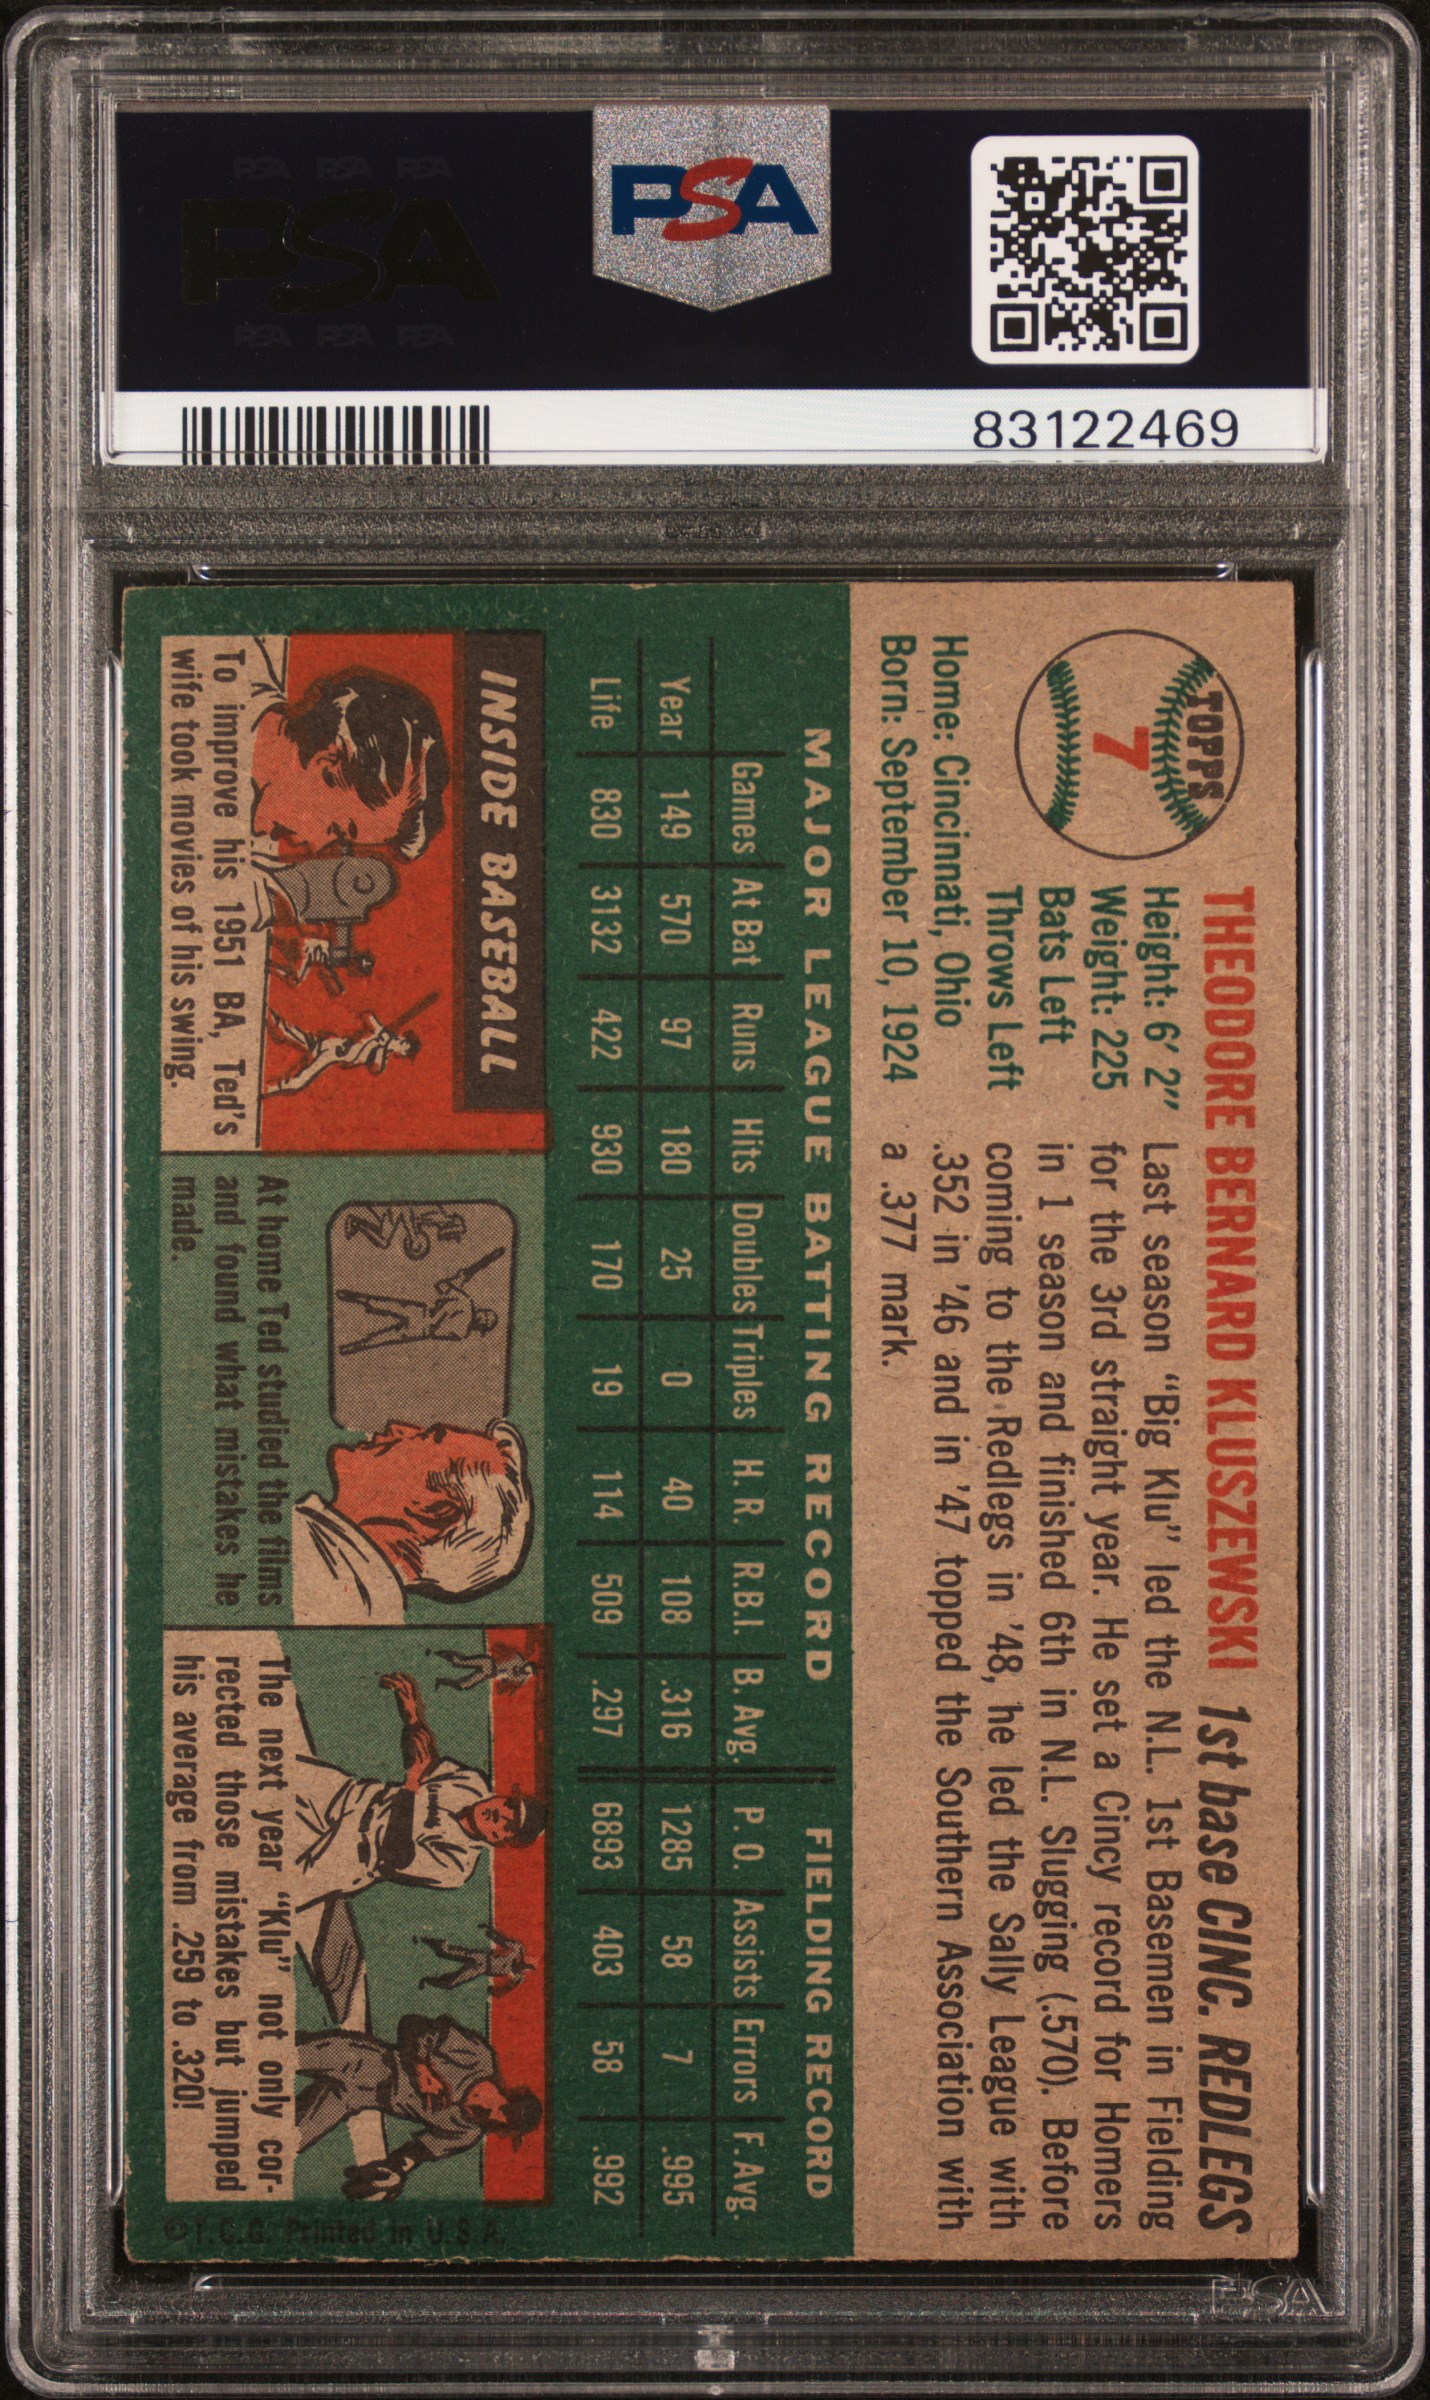 PSA PSA PSA
PSA
PSA PSA PSA
PSA
83122469
TOPPS
7
THEODORE BERNARD KLUSZEWSKI 1st base CINC. REDLEGS
Height: 6' 2"
Weight: 225
Bats Left
Throws Left
Home: Cincinnati, Ohio
Born: September 10, 1924
Last season "Big Klu" led the N.L. 1st Basemen in Fielding
for the 3rd straight year. He set a Cincy record for Homers
in 1 season and finished 6th in N.L. Slugging (.570). Before
coming to the Redlegs in '48, he led the Sally League with
.352 in '46 and in '47 topped the Southern Association with
a .377 mark.
MAJOR LEAGUE BATTING RECORD FIELDING RECORD
Games At Bat Runs Hits Doubles Triples H. R. R.B.I. B. Avg. P. O. Assists Errors F. Avg.
Year 149 570 97 180 25 0 40 108 .316 1285 58 7 .995
Life 830 3132 422 930 170 19 114 509 .297 6893 403 58 .992
INSIDE BASEBALL
To improve his 1951 BA, Ted's
wife took movies of his swing.
At home Ted studied the films
and found what mistakes he
made.
The next year "Klu" not only cor-
rected those mistakes but jumped
his average from .259 to .320!
© T.C.G. Printed in U.S.A.
PSA